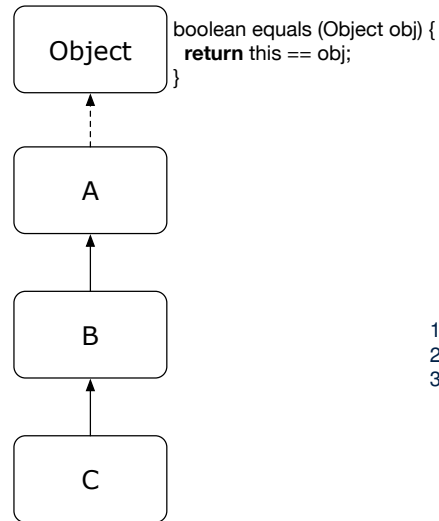 Object
boolean equals (Object obj) {
return this == obj;
}
A
B
1
2
3
C